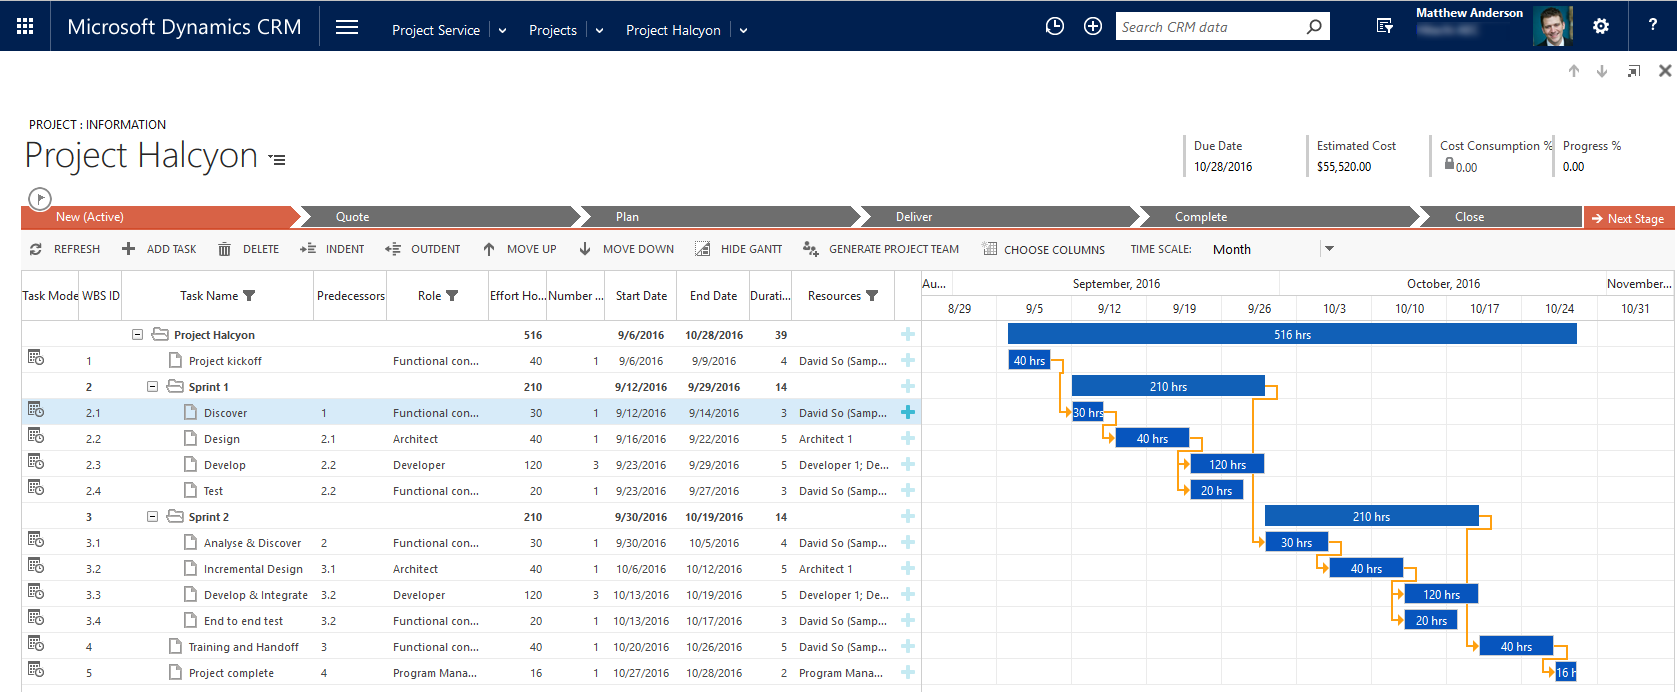 Microsoft Dynamics CRM Project Service Projects Project Halcyon Search CRM data Matthew Anderson ?
PROJECT : INFORMATION
Project Halcyon
Due Date Estimated Cost Cost Consumption % Progress %
10/28/2016 $55,520.00 0.00 0.00
New (Active) Quote Plan Deliver Complete Close Next Stage
REFRESH ADD TASK DELETE INDENT OUTDENT MOVE UP MOVE DOWN HIDE GANTT GENERATE PROJECT TEAM CHOOSE COLUMNS TIME SCALE: Month
Task Mode WBS ID Task Name Predecessors Role Effort Ho... Number ... Start Date End Date Durati... Resources
Au... September, 2016 October, 2016 November...
8/29 9/5 9/12 9/19 9/26 10/3 10/10 10/17 10/24 10/31
Project Halcyon 516 9/6/2016 10/28/2016 39 516 hrs
1 Project kickoff Functional con... 40 1 9/6/2016 9/9/2016 4 David So (Samp... 40 hrs
2 Sprint 1 210 9/12/2016 9/29/2016 14 210 hrs
2.1 Discover 1 Functional con... 30 1 9/12/2016 9/14/2016 3 David So (Samp... 30 hrs
2.2 Design 2.1 Architect 40 1 9/16/2016 9/22/2016 5 Architect 1 40 hrs
2.3 Develop 2.2 Developer 120 3 9/23/2016 9/29/2016 5 Developer 1; De... 120 hrs
2.4 Test 2.2 Functional con... 20 1 9/23/2016 9/27/2016 3 David So (Samp... 20 hrs
3 Sprint 2 210 9/30/2016 10/19/2016 14 210 hrs
3.1 Analyse & Discover 2 Functional con... 30 1 9/30/2016 10/5/2016 4 David So (Samp... 30 hrs
3.2 Incremental Design 3.1 Architect 40 1 10/6/2016 10/12/2016 5 Architect 1 40 hrs
3.3 Develop & Integrate 3.2 Developer 120 3 10/13/2016 10/19/2016 5 Developer 1; De... 120 hrs
3.4 End to end test 3.2 Functional con... 20 1 10/13/2016 10/17/2016 3 David So (Samp... 20 hrs
4 Training and Handoff 3 Functional con... 40 1 10/20/2016 10/26/2016 5 David So (Samp... 40 hrs
5 Project complete 4 Program Mana... 16 1 10/27/2016 10/28/2016 2 Program Mana... 16 h